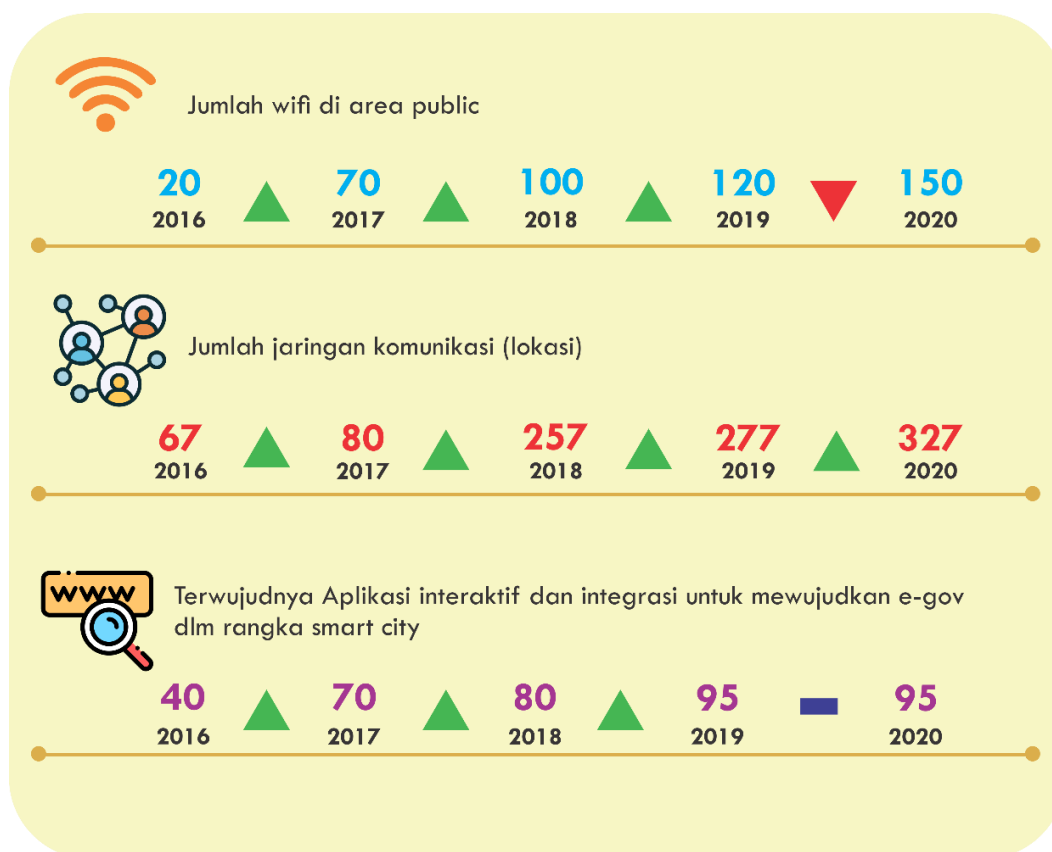 Jumlah wifi di area public
20 70 100 120 150
2016 2017 2018 2019 2020
Jumlah jaringan komunikasi (lokasi)
67 80 257 277 327
2016 2017 2018 2019 2020
www
Terwujudnya Aplikasi interaktif dan integrasi untuk mewujudkan e-gov
dlm rangka smart city
40 70 80 95 95
2016 2017 2018 2019 2020